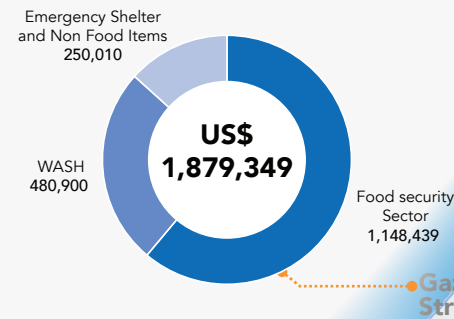 Emergency Shelter
and Non Food Items
250,010
US$
1,879,349
WASH
480,900
Food security
Sector
1,148,439